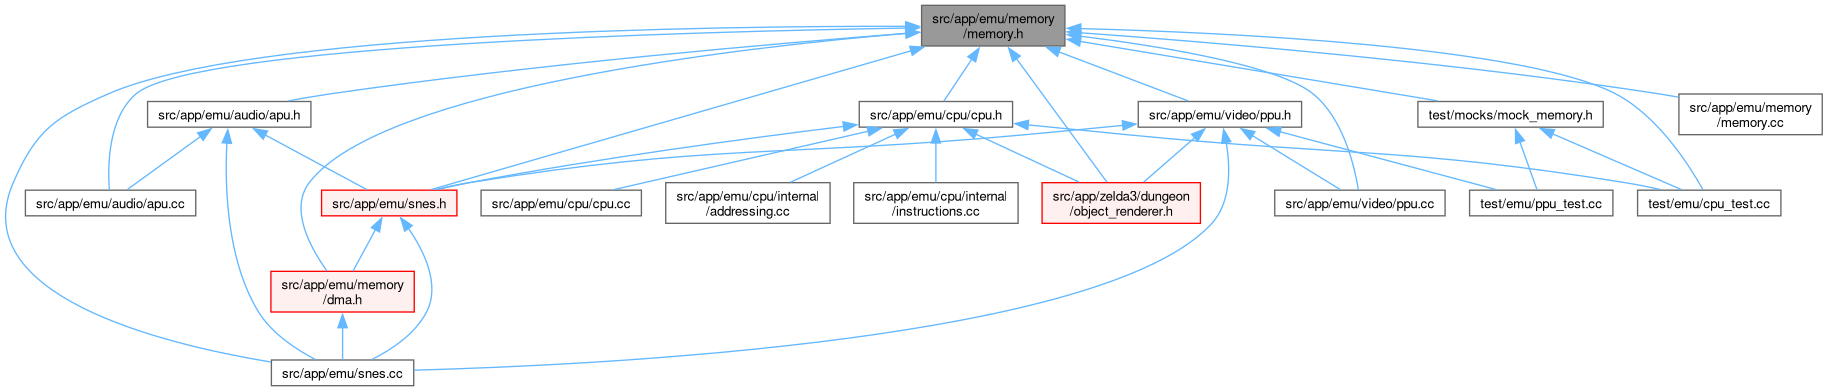 src/app/emu/memory
/memory.h
src/app/emu/audio/apu.h
src/app/emu/cpu/cpu.h
src/app/emu/video/ppu.h
test/mocks/mock_memory.h
src/app/emu/memory
/memory.cc
src/app/emu/audio/apu.cc
src/app/emu/snes.h
src/app/emu/cpu/cpu.cc
src/app/emu/cpu/internal
/addressing.cc
src/app/emu/cpu/internal
/instructions.cc
src/app/zelda3/dungeon
/object_renderer.h
src/app/emu/video/ppu.cc
test/emu/ppu_test.cc
test/emu/cpu_test.cc
src/app/emu/memory
/dma.h
src/app/emu/snes.cc